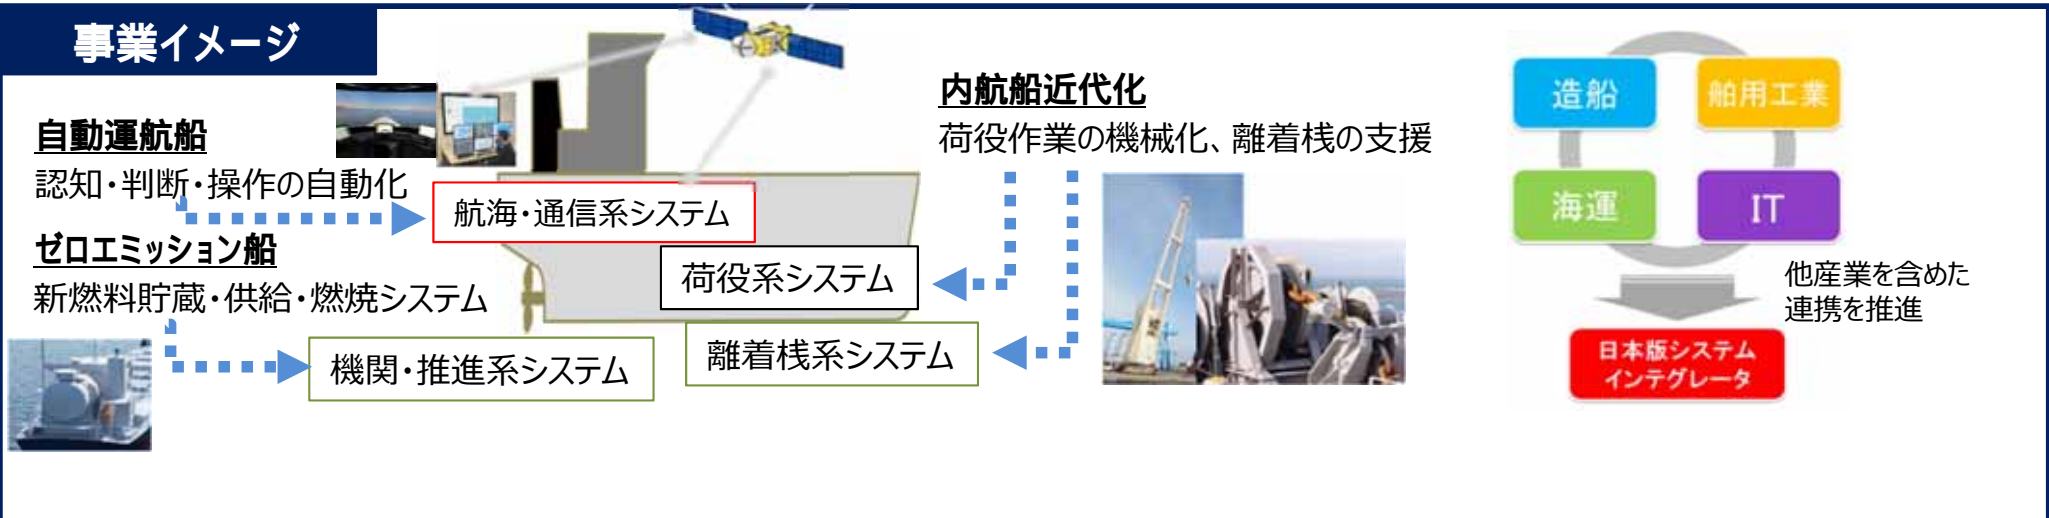 事業イメージ
自動運航船
認知・判断・操作の自動化
航海・通信系システム
ゼロエミッション船
新燃料貯蔵・供給・燃焼システム
機関・推進系システム
内航船近代化
荷役作業の機械化、離着桟の支援
荷役系システム
離着桟系システム
造船
舶用工業
海運
IT
他産業を含めた
連携を推進
日本版システム
インテグレータ